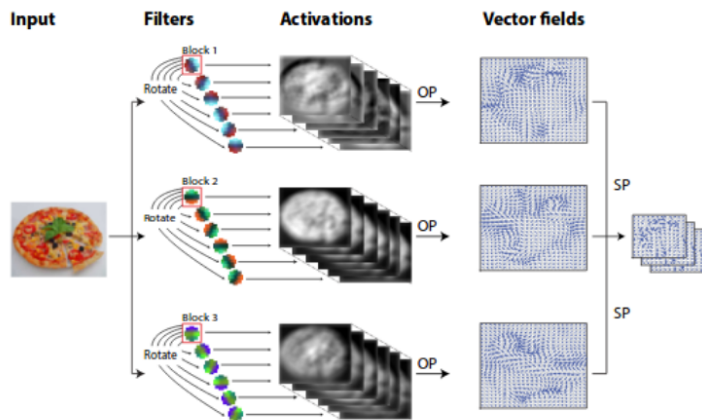 Input
Filters
Activations
Vector fields
Block 1
Rotate
OP
Block 2
Rotate
OP
SP
Block 3
Rotate
OP
SP